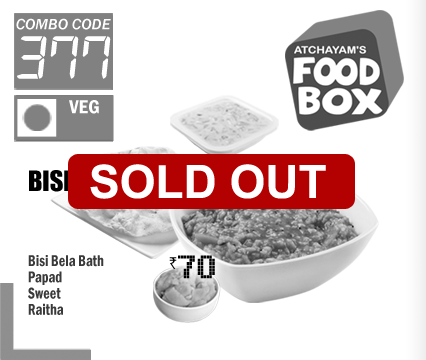 COMBO CODE
377
VEG
ATCHAYAM'S
FOOD
BOX
SOLD OUT
₹70
Bisi Bela Bath
Papad
Sweet
Raitha